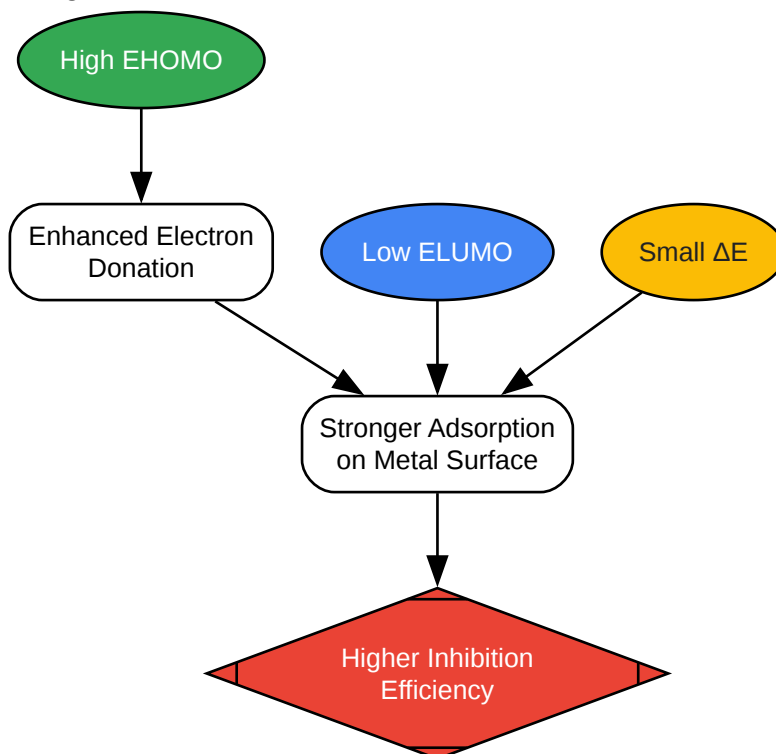 High EHOMO
Enhanced Electron
Donation
Low ELUMO
Small ΔE
Stronger Adsorption
on Metal Surface
Higher Inhibition
Efficiency